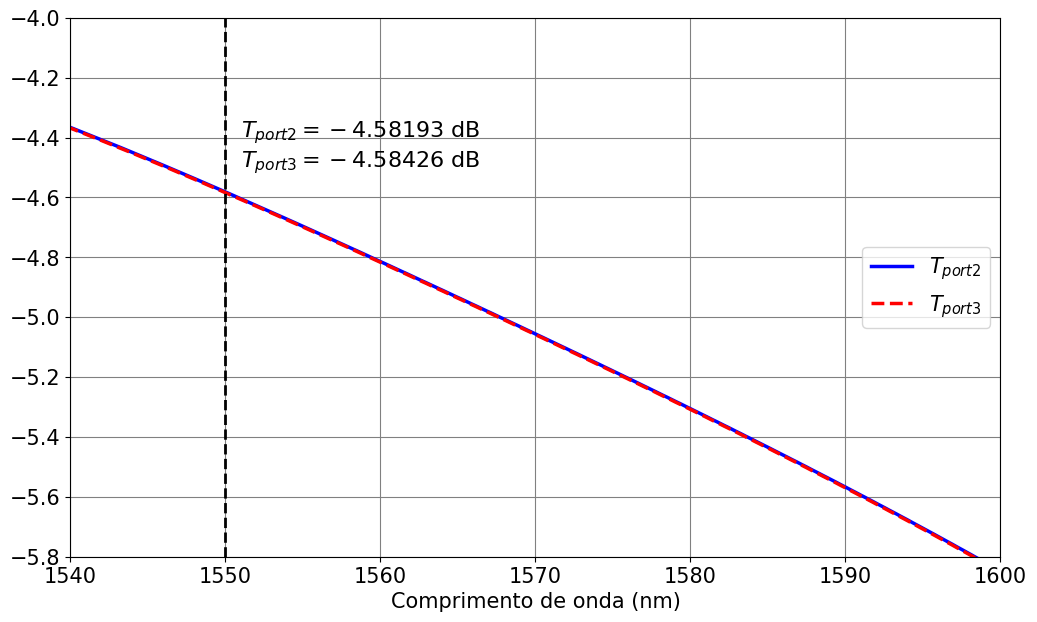 −4.0
−4.2
−4.4
−4.6
−4.8
−5.0
−5.2
−5.4
−5.6
−5.8
T_port2 = −4.58193 dB
T_port3 = −4.58426 dB
T_port2
T_port3
1540 1550 1560 1570 1580 1590 1600
Comprimento de onda (nm)